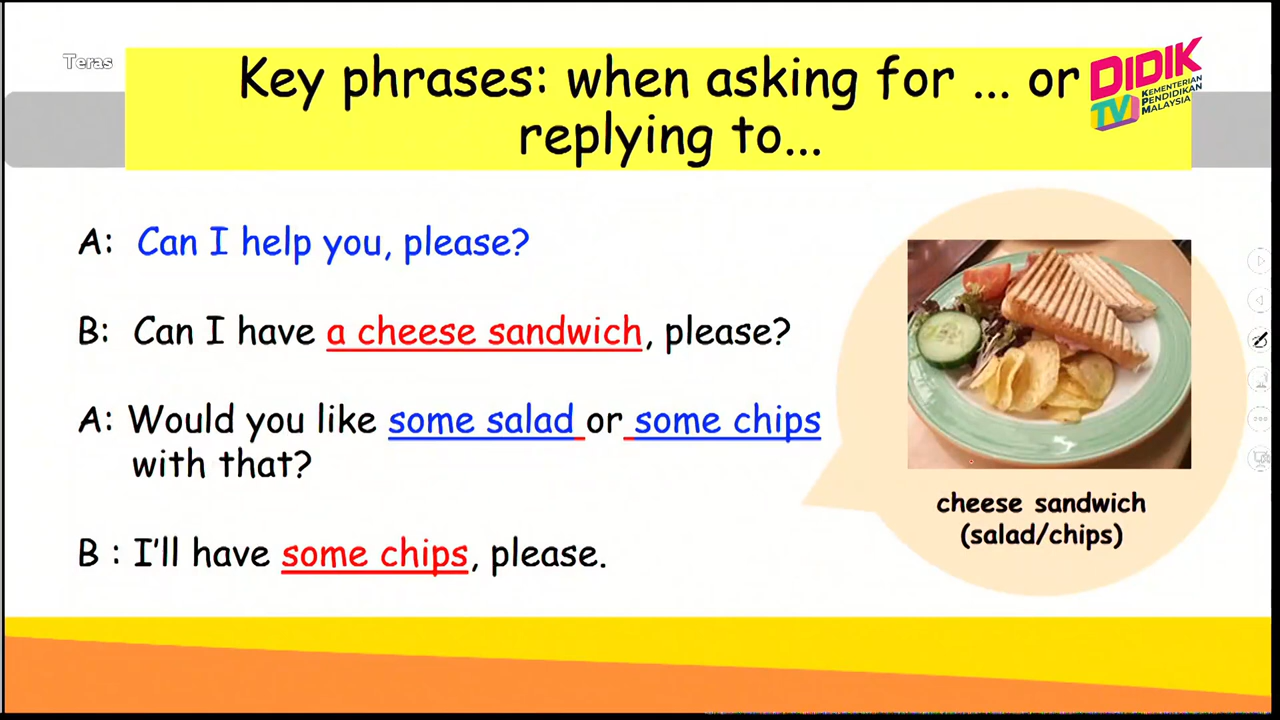 Teras
Key phrases: when asking for ... or
replying to...
DIDIK
TV
KEMENTERIAN
PENDIDIKAN
MALAYSIA
A: Can I help you, please?
B: Can I have a cheese sandwich, please?
A: Would you like some salad or some chips
with that?
B : I'll have some chips, please.
cheese sandwich
(salad/chips)